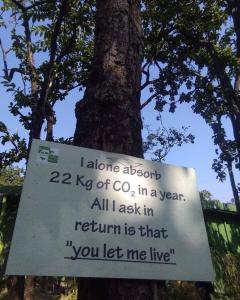 I alone absorb
22 Kg of CO₂ in a year.
All I ask in
return is that
"you let me live"